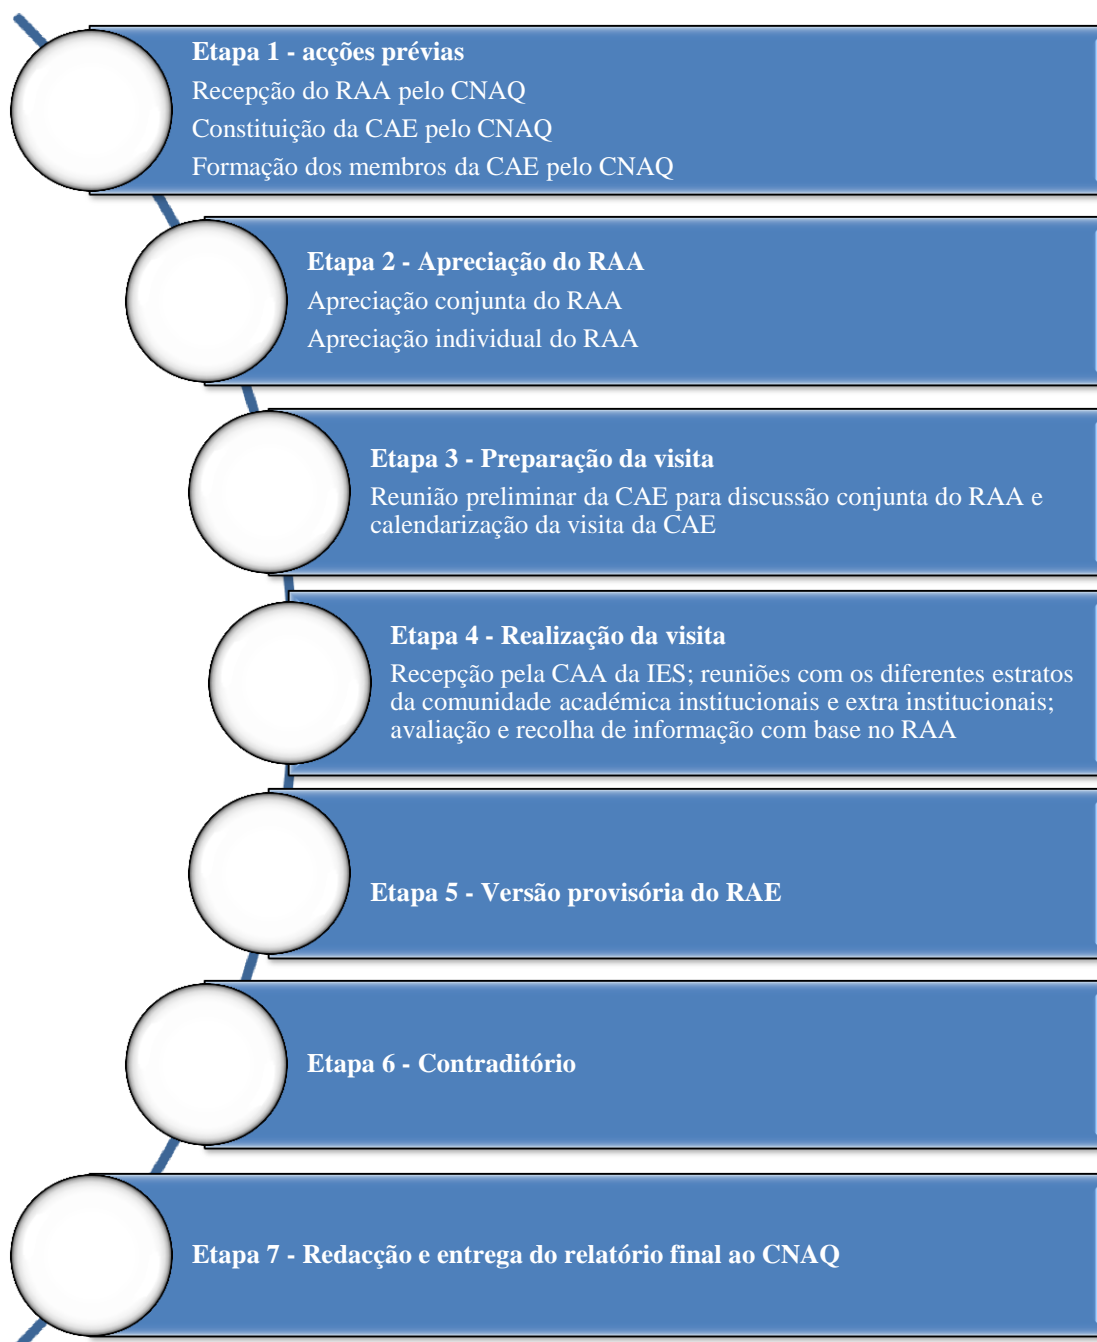 Etapa 1 - acções prévias
Recepção do RAA pelo CNAQ
Constituição da CAE pelo CNAQ
Formação dos membros da CAE pelo CNAQ
Etapa 2 - Apreciação do RAA
Apreciação conjunta do RAA
Apreciação individual do RAA
Etapa 3 - Preparação da visita
Reunião preliminar da CAE para discussão conjunta do RAA e
calendarização da visita da CAE
Etapa 4 - Realização da visita
Recepção pela CAA da IES; reuniões com os diferentes estratos
da comunidade académica institucionais e extra institucionais;
avaliação e recolha de informação com base no RAA
Etapa 5 - Versão provisória do RAE
Etapa 6 - Contraditório
Etapa 7 - Redacção e entrega do relatório final ao CNAQ